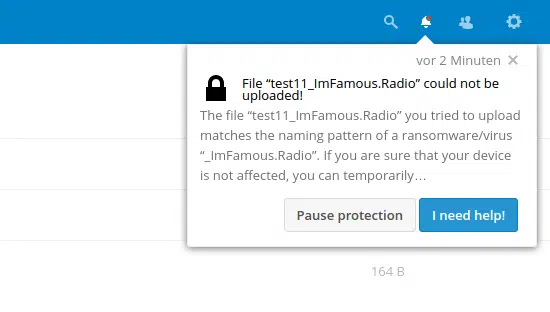 vor 2 Minuten
File “test11_ImFamous.Radio” could not be
uploaded!
The file “test11_ImFamous.Radio” you tried to upload
matches the naming pattern of a ransomware/virus
“_ImFamous.Radio”. If you are sure that your device
is not affected, you can temporarily…
Pause protection
I need help!
164 B